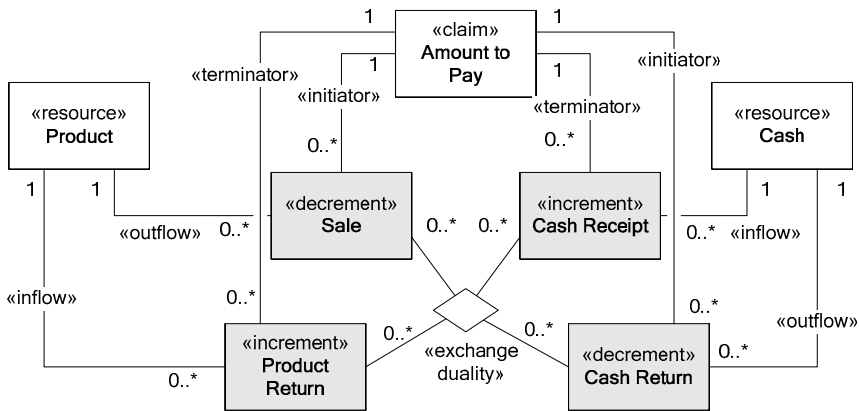 1
«claim»
Amount to
Pay
1
«terminator»
1
1
«initiator»
«initiator»
«terminator»
«resource»
Product
«resource»
Cash
0..*
0..*
1
1
«decrement»
Sale
«increment»
Cash Receipt
1
1
«outflow»
0..*
0..*
0..*
0..*
«inflow»
«inflow»
0..*
0..*
«outflow»
«increment»
Product
Return
0..*
«exchange
duality»
0..*
«decrement»
Cash Return
0..*
0..*